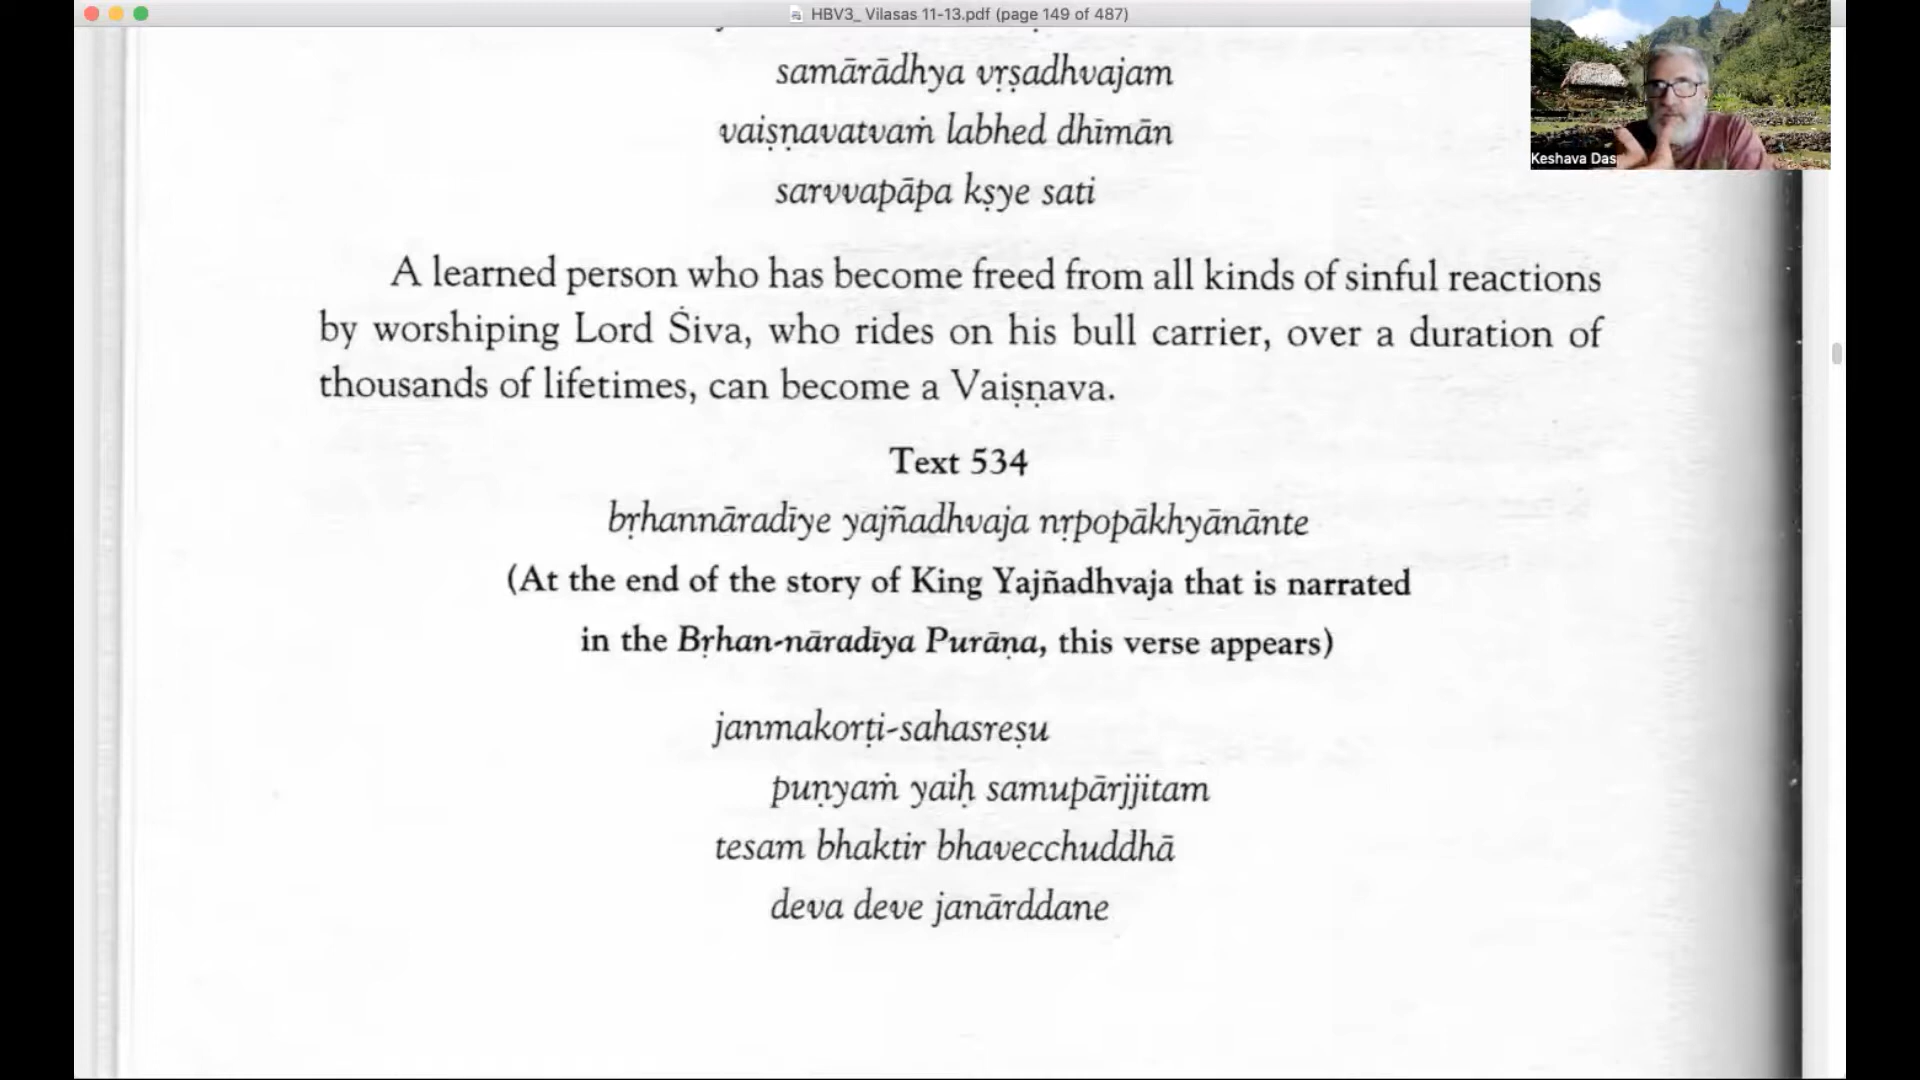 HBV3_ Vilasas 11-13.pdf (page 149 of 487)
samārādhya vṛṣadhvajam
vaiṣṇavatvaṁ labhed dhīmān
sarvvapāpa kṣye sati
A learned person who has become freed from all kinds of sinful reactions
by worshiping Lord Śiva, who rides on his bull carrier, over a duration of
thousands of lifetimes, can become a Vaiṣṇava.
Text 534
bṛhannāradīye yajñadhvaja nṛpopākhyānānte
(At the end of the story of King Yajñadhvaja that is narrated
in the Bṛhan-nāradīya Purāṇa, this verse appears)
janmakorṭi-sahasreṣu
puṇyaṁ yaiḥ samupārjjitam
tesam bhaktir bhavecchuddhā
deva deve janārddane
Keshava Das